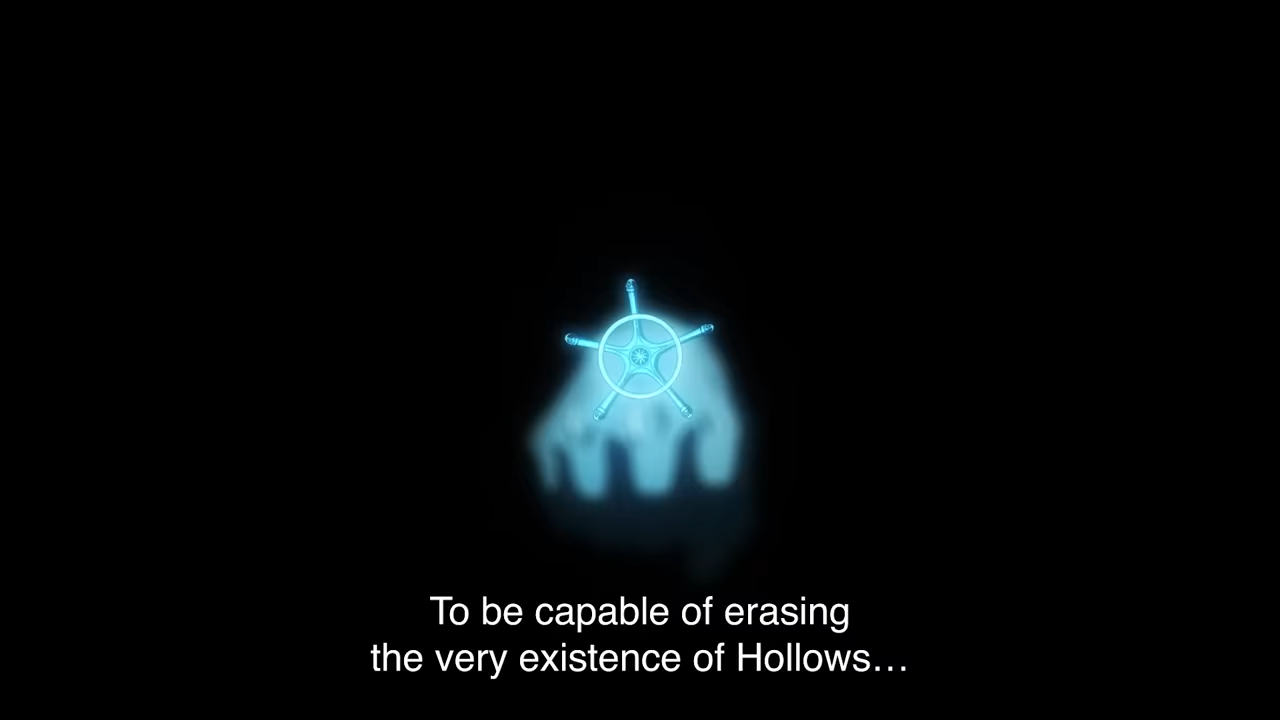 To be capable of erasing
the very existence of Hollows…